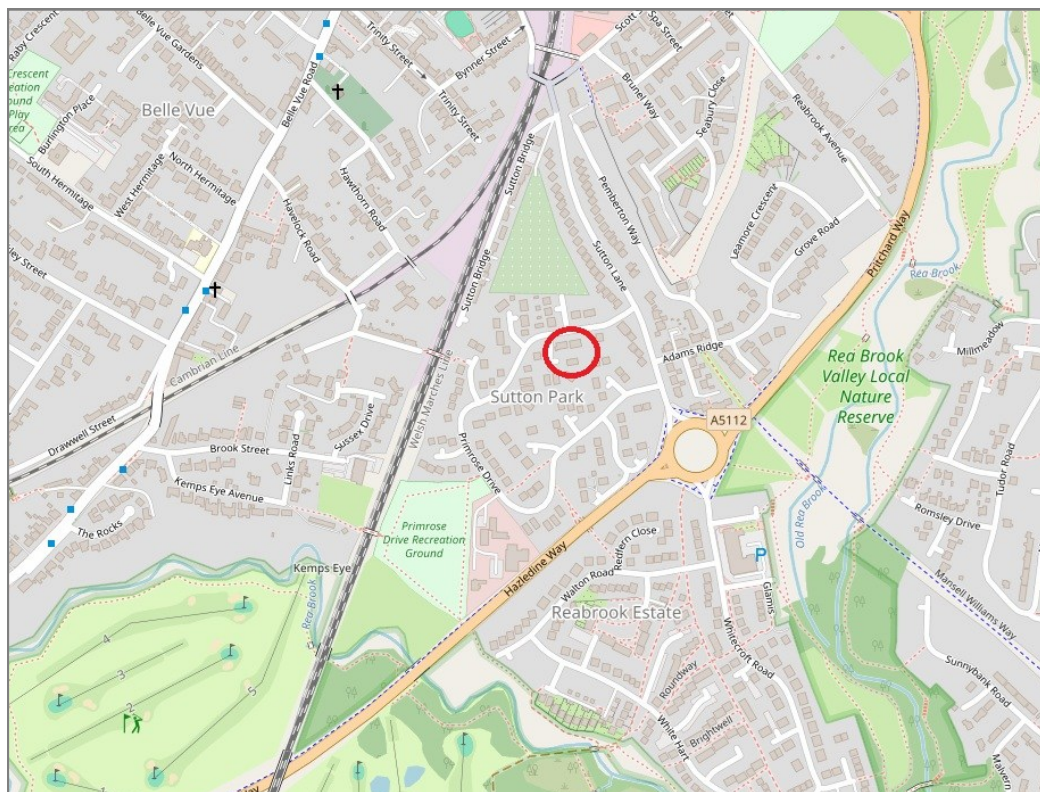 Raby Crescent
Belle Vue Gardens
Trinity Street
Bynner Street
Spa Street
Brunel Way
Seabury Close
Reabrook Avenue
Crescent
Play
Burlington Place
Belle Vue
Belle Vue Road
Trinity Street
South Hermitage
West Hermitage
North Hermitage
Hawthorn Road
Havelock Road
Sutton Bridge
Pemberton Way
Leamore Crescent
Grove Road
Pritchard Way
Rea Brook
Sutton Bridge
Sutton Lane
Adams Ridge
Millmeadow
Rea Brook
Valley Local
Nature
Reserve
Cambrian Line
Welsh Marches Line
Sutton Park
A5112
Drawwell Street
Brook Street
Sussex Drive
Links Road
Primrose Drive
Tudor Road
Kemps Eye Avenue
The Rocks
Primrose
Drive Recreation
Ground
Old Rea Brook
Romsley Drive
Kemps Eye
Rea Brook
Hazledine Way
Redfern Close
Walton Road
P
Glamis
Mansell Williams Way
Reabrook Estate
Whitecroft Road
Roundway
Sunnybank Road
White Hart
Brightwell
Malvern
4
3
2
5